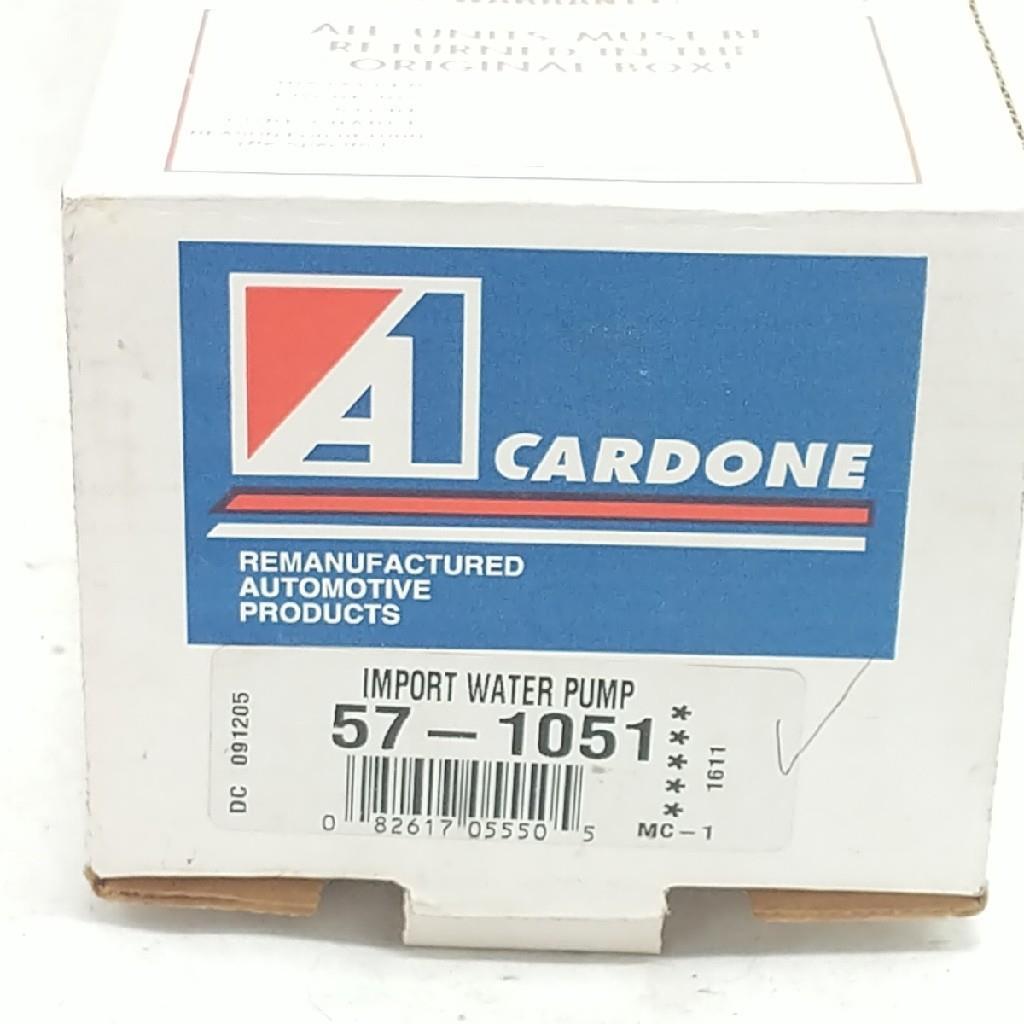 WARRANTY!
ALL UNITS MUST BE
RETURNED IN THE
ORIGINAL BOX!
A1
CARDONE
REMANUFACTURED
AUTOMOTIVE
PRODUCTS
IMPORT WATER PUMP
57-1051
DC 091205
*****
1611
0 82617 05550 5
MC-1